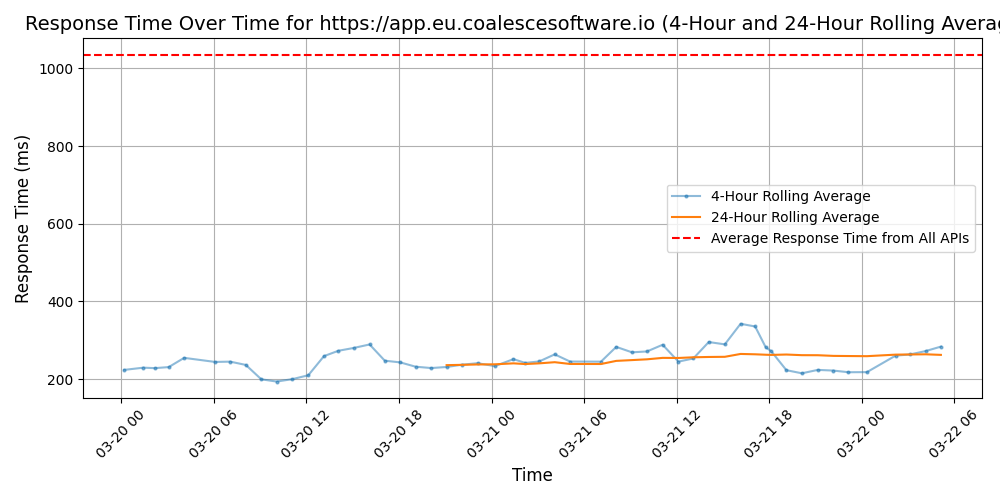 Response Time Over Time for https://app.eu.coalescesoftware.io (4-Hour and 24-Hour Rolling Averag
Response Time (ms)
1000
800
600
400
200
4-Hour Rolling Average
24-Hour Rolling Average
Average Response Time from All APIs
03-20 00
03-20 06
03-20 12
03-20 18
03-21 00
03-21 06
03-21 12
03-21 18
03-22 00
03-22 06
Time